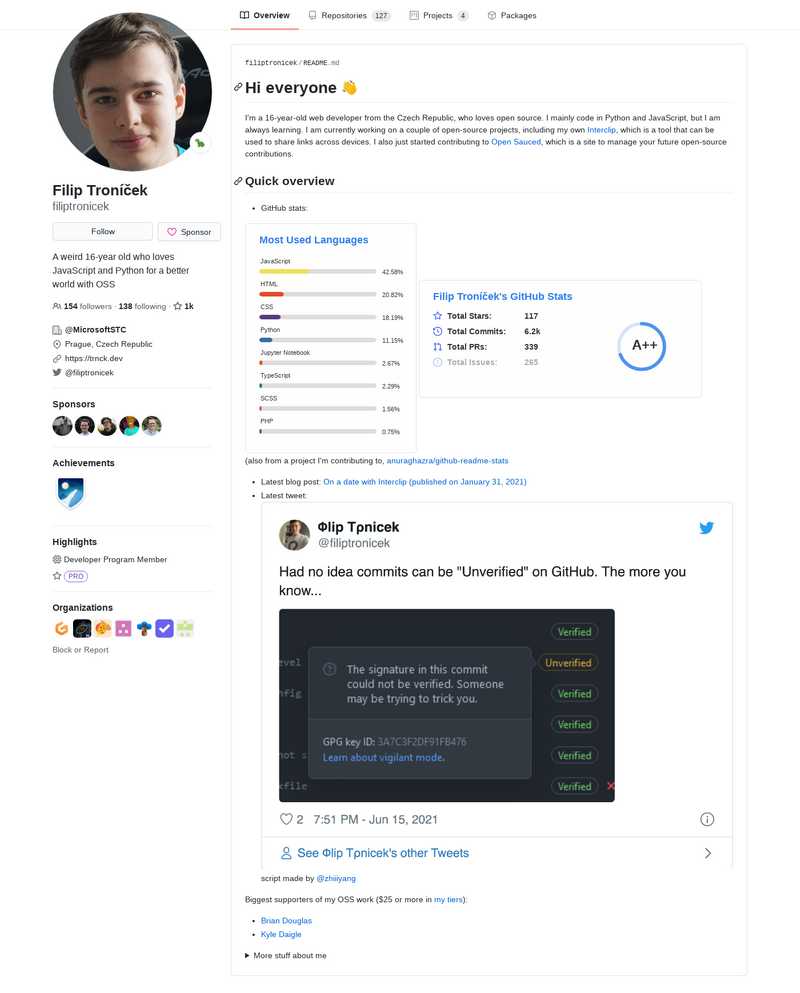 Overview
Repositories 127
Projects 4
Packages
Filip Troníček
filiptronicek
Follow
Sponsor
A weird 16-year old who loves
JavaScript and Python for a better
world with OSS
154 followers · 138 following · 1k
@MicrosoftSTC
Prague, Czech Republic
https://trnck.dev
@filiptronicek
Sponsors
Achievements
Highlights
Developer Program Member
PRO
Organizations
Block or Report
filiptronicek / README.md
Hi everyone 👋
I'm a 16-year-old web developer from the Czech Republic, who loves open source. I mainly code in Python and JavaScript, but I am
always learning. I am currently working on a couple of open-source projects, including my own Interclip, which is a tool that can be
used to share links across devices. I also just started contributing to Open Sauced, which is a site to manage your future open-source
contributions.
Quick overview
• GitHub stats:
Most Used Languages
JavaScript
42.58%
HTML
20.82%
CSS
18.19%
Python
11.15%
Jupyter Notebook
2.67%
TypeScript
2.29%
SCSS
1.56%
PHP
0.75%
Filip Troníček's GitHub Stats
Total Stars: 117
Total Commits: 6.2k
Total PRs: 339
Total Issues: 265
A++
(also from a project I'm contributing to, anuraghazra/github-readme-stats
• Latest blog post: On a date with Interclip (published on January 31, 2021)
• Latest tweet:
Φlip Tρnicek
@filiptronicek
Had no idea commits can be "Unverified" on GitHub. The more you
know...
Verified
evel
Unverified
The signature in this commit
could not be verified. Someone
may be trying to trick you.
nfig
Verified
Verified
GPG key ID: 3A7C3F2DF91FB476
Learn about vigilant mode.
not s
Verified
kfile
Verified
2 7:51 PM - Jun 15, 2021
See Φlip Tρnicek's other Tweets
script made by @zhiiiyang
Biggest supporters of my OSS work ($25 or more in my tiers):
• Brian Douglas
• Kyle Daigle
More stuff about me